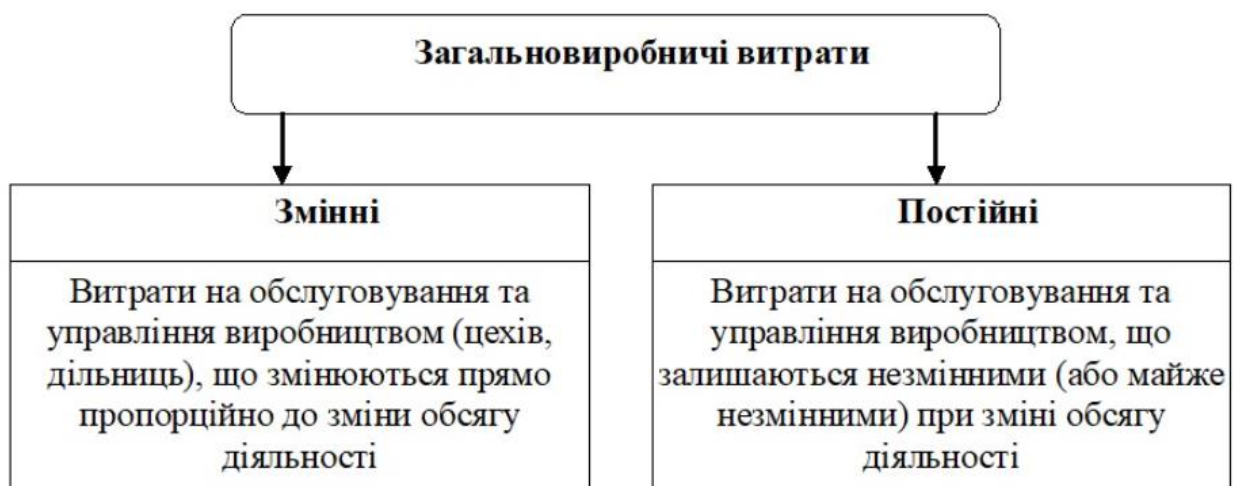 Загальновиробничі витрати
Змінні
Витрати на обслуговування та
управління виробництвом (цехів,
дільниць), що змінюються прямо
пропорційно до зміни обсягу
діяльності
Постійні
Витрати на обслуговування та
управління виробництвом, що
залишаються незмінними (або майже
незмінними) при зміні обсягу
діяльності